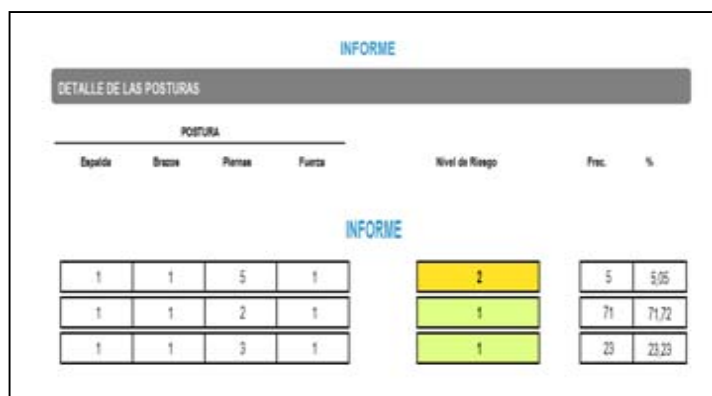 INFORME
DETALLE DE LAS POSTURAS
POSTURA
Espalda Brazos Piernas Fuerza Nivel de Riesgo Frec. %
INFORME
1 1 5 1 2 5 5,05
1 1 2 1 1 71 71,72
1 1 3 1 1 23 23,23